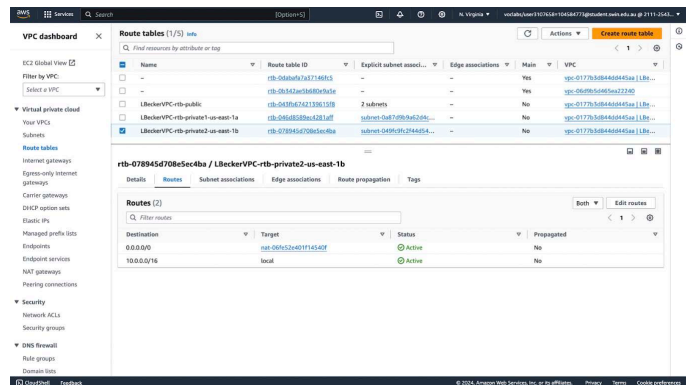 aws Services Search [Option+S] N. Virginia voclabs/user3107658=104584773@student.swin.edu.au @ 2111-2543...
VPC dashboard
EC2 Global View
Filter by VPC:
Select a VPC
Virtual private cloud
Your VPCs
Subnets
Route tables
Internet gateways
Egress-only internet gateways
Carrier gateways
DHCP option sets
Elastic IPs
Managed prefix lists
Endpoints
Endpoint services
NAT gateways
Peering connections
Security
Network ACLs
Security groups
DNS firewall
Rule groups
Domain lists
Route tables (1/5) Info
Actions Create route table
Find resources by attribute or tag
1
Name Route table ID Explicit subnet associ... Edge associations Main VPC
– rtb-0dabafa7a37146fc5 – – Yes vpc-0177b3d844dd445aa | LBe...
– rtb-0b342ae5b680e9a5e – – Yes vpc-06d9b5d465ea22240
LBeckerVPC-rtb-public rtb-043fb6742139615f8 2 subnets – No vpc-0177b3d844dd445aa | LBe...
LBeckerVPC-rtb-private1-us-east-1a rtb-046d8589ec4281aff subnet-0a87d9b9a62d4c... – No vpc-0177b3d844dd445aa | LBe...
LBeckerVPC-rtb-private2-us-east-1b rtb-078945d708e5ec4ba subnet-049fc9fc2f44d54... – No vpc-0177b3d844dd445aa | LBe...
rtb-078945d708e5ec4ba / LBeckerVPC-rtb-private2-us-east-1b
Details Routes Subnet associations Edge associations Route propagation Tags
Routes (2)
Both Edit routes
Filter routes
1
Destination Target Status Propagated
0.0.0.0/0 nat-06fe52e401f14540f Active No
10.0.0.0/16 local Active No
CloudShell Feedback © 2024, Amazon Web Services, Inc. or its affiliates. Privacy Terms Cookie preferences